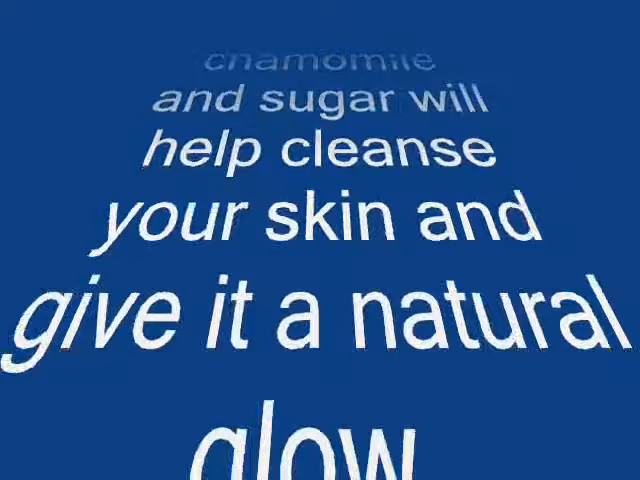 chamomile
and sugar will
help cleanse
your skin and
give it a natural
glow.